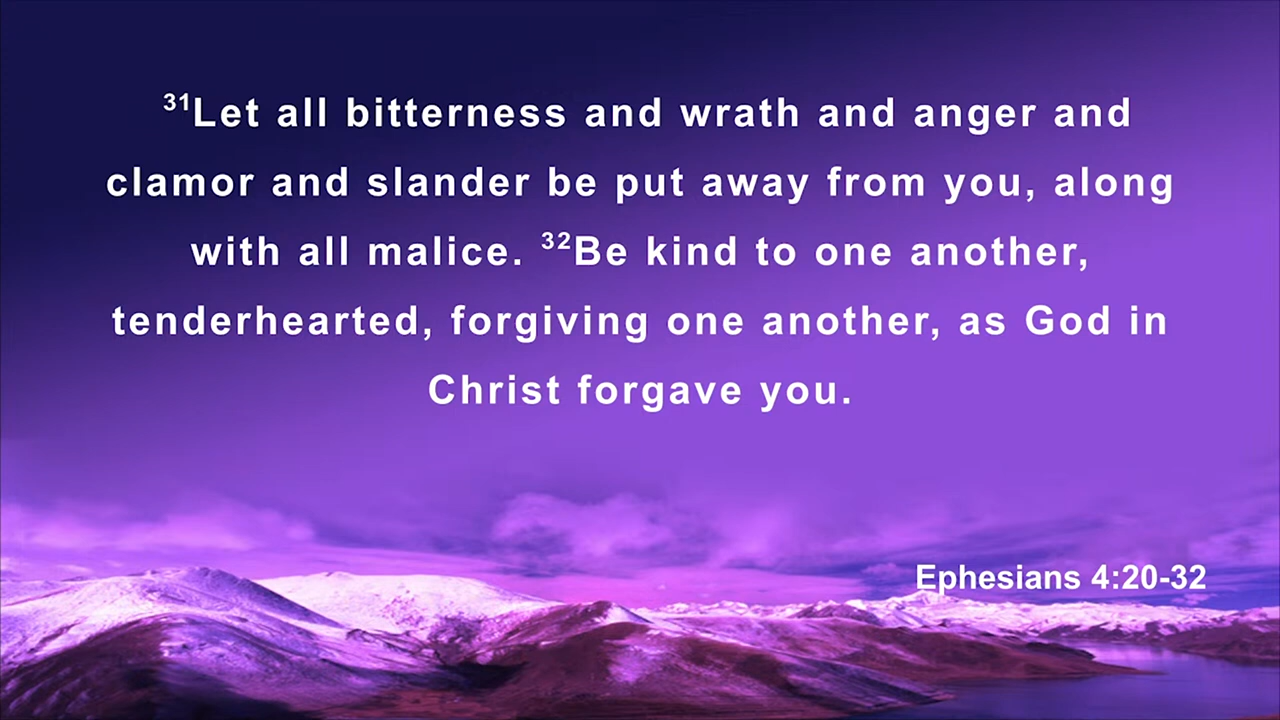 ³¹Let all bitterness and wrath and anger and
clamor and slander be put away from you, along
with all malice. ³²Be kind to one another,
tenderhearted, forgiving one another, as God in
Christ forgave you.
Ephesians 4:20-32